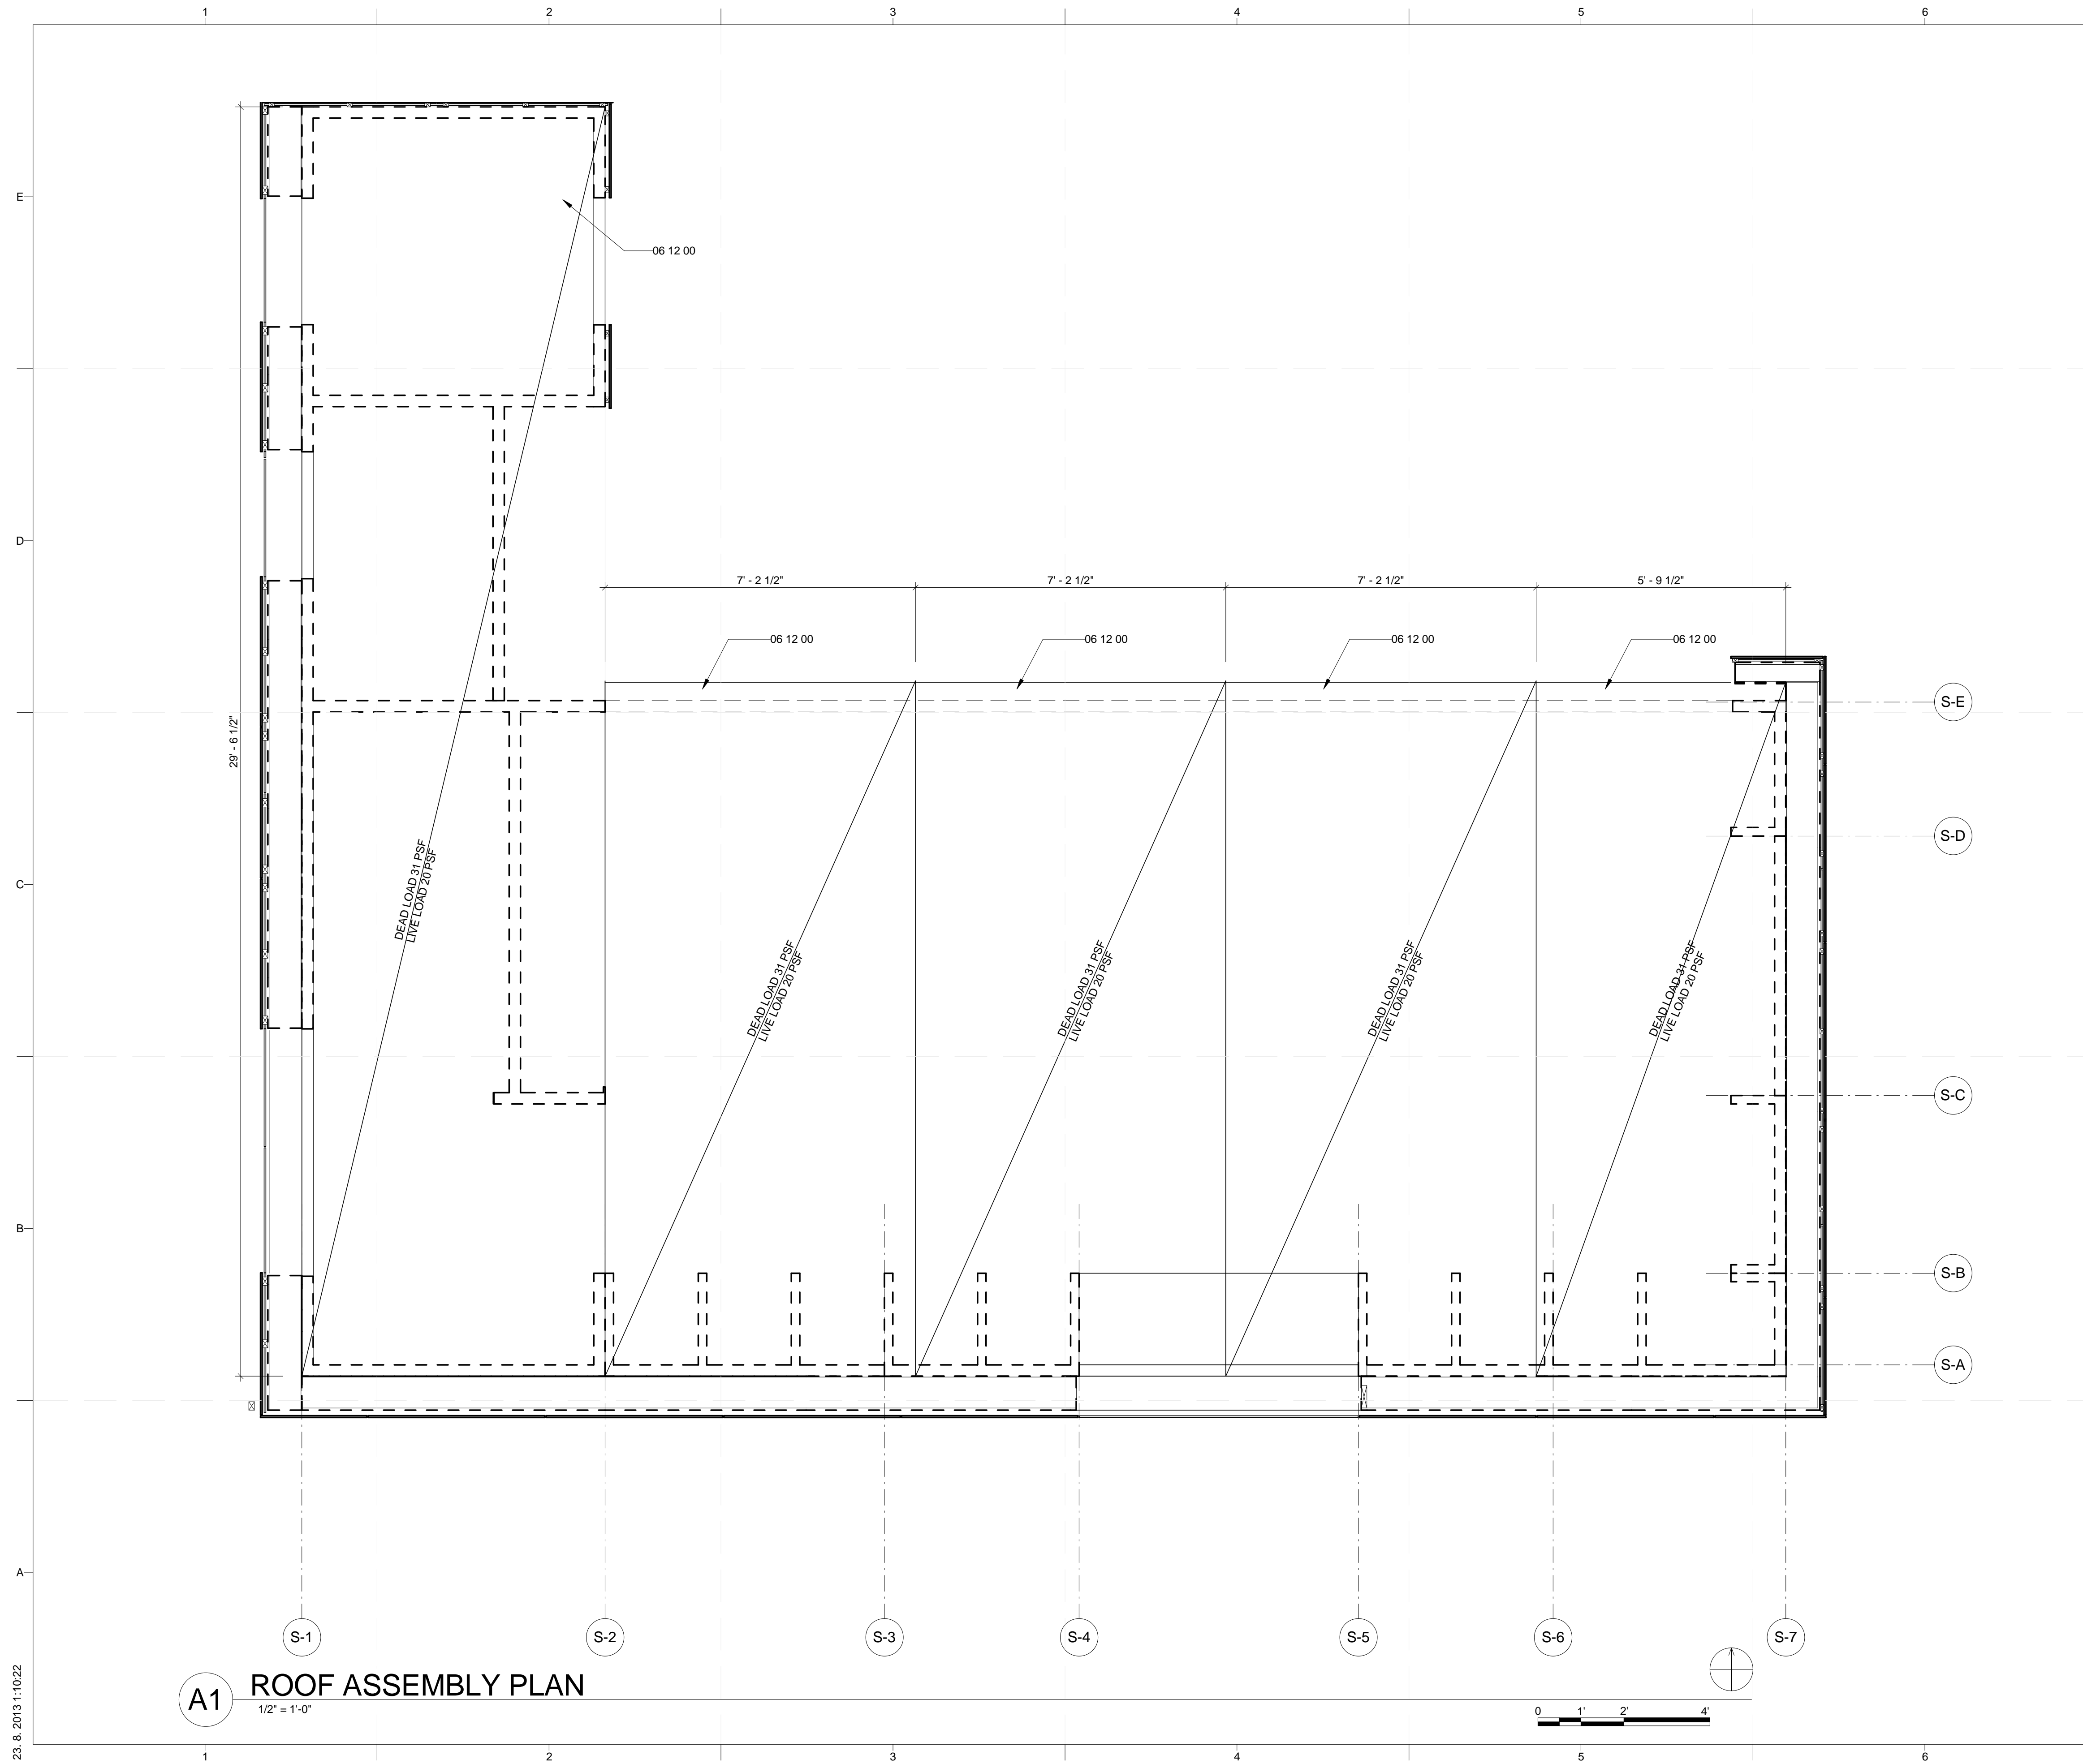 1 2 3 4 5 6
E
06 12 00
D
7' - 2 1/2" 7' - 2 1/2" 7' - 2 1/2" 5' - 9 1/2"
06 12 00 06 12 00 06 12 00 06 12 00
S-E
29' - 6 1/2"
S-D
C
DEAD LOAD 31 PSF
LIVE LOAD 20 PSF
DEAD LOAD 31 PSF
LIVE LOAD 20 PSF
DEAD LOAD 31 PSF
LIVE LOAD 20 PSF
DEAD LOAD 31 PSF
LIVE LOAD 20 PSF
DEAD LOAD 31 PSF
LIVE LOAD 20 PSF
S-C
B
S-B
S-A
A
S-1 S-2 S-3 S-4 S-5 S-6 S-7
A1 ROOF ASSEMBLY PLAN
1/2" = 1'-0"
0 1' 2' 4'
23. 8. 2013 1:10:22
1 2 3 4 5 6